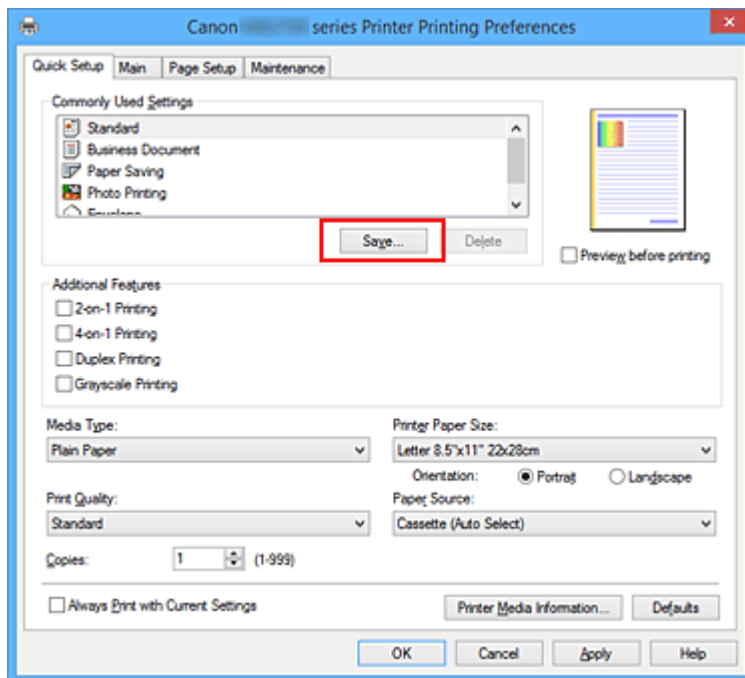 Canon series Printer Printing Preferences
Quick Setup Main Page Setup Maintenance
Commonly Used Settings
Standard
Business Document
Paper Saving
Photo Printing
Envelope
Save... Delete
Preview before printing
Additional Features
2-on-1 Printing
4-on-1 Printing
Duplex Printing
Grayscale Printing
Media Type: Printer Paper Size:
Plain Paper Letter 8.5"x11" 22x28cm
Orientation: Portrait Landscape
Print Quality: Paper Source:
Standard Cassette (Auto Select)
Copies: 1 (1-999)
Always Print with Current Settings Printer Media Information... Defaults
OK Cancel Apply Help